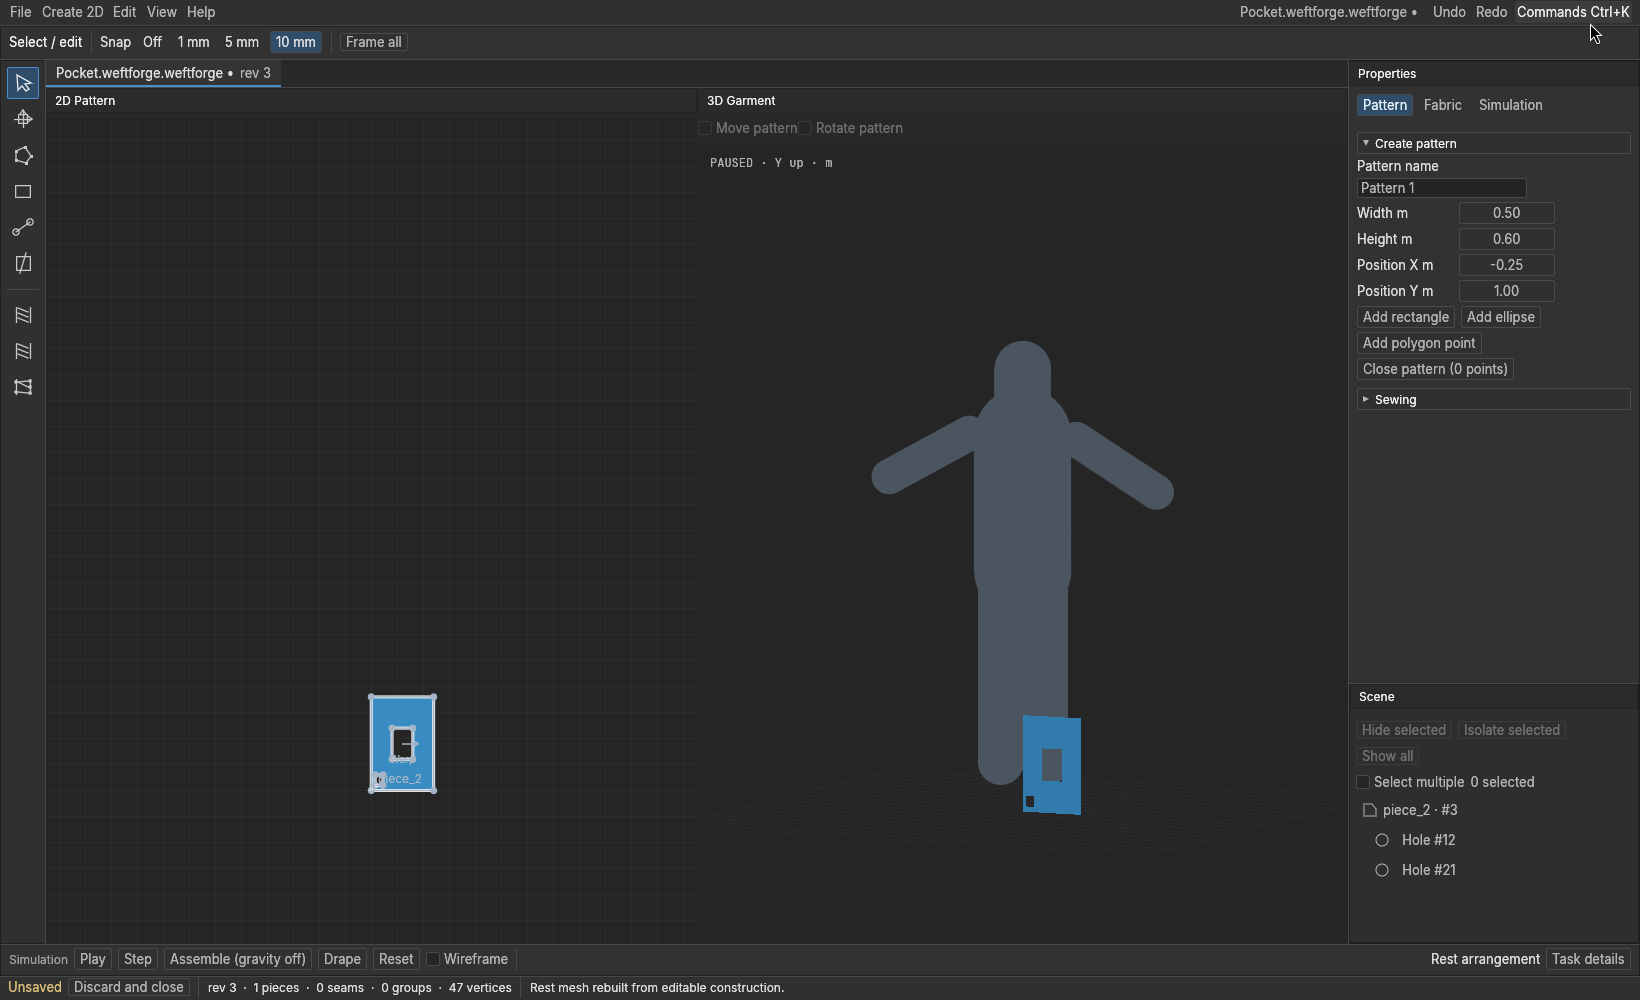 File Create 2D Edit View Help
Pocket.weftforge.weftforge • Undo Redo Commands Ctrl+K
Select / edit Snap Off 1 mm 5 mm 10 mm Frame all
Pocket.weftforge.weftforge • rev 3
2D Pattern
3D Garment
Move pattern Rotate pattern
PAUSED · Y up · m
piece_2
Properties
Pattern Fabric Simulation
Create pattern
Pattern name
Pattern 1
Width m 0.50
Height m 0.60
Position X m -0.25
Position Y m 1.00
Add rectangle Add ellipse
Add polygon point
Close pattern (0 points)
Sewing
Scene
Hide selected Isolate selected
Show all
Select multiple 0 selected
piece_2 · #3
Hole #12
Hole #21
Simulation Play Step Assemble (gravity off) Drape Reset Wireframe
Rest arrangement Task details
Unsaved Discard and close rev 3 · 1 pieces · 0 seams · 0 groups · 47 vertices Rest mesh rebuilt from editable construction.